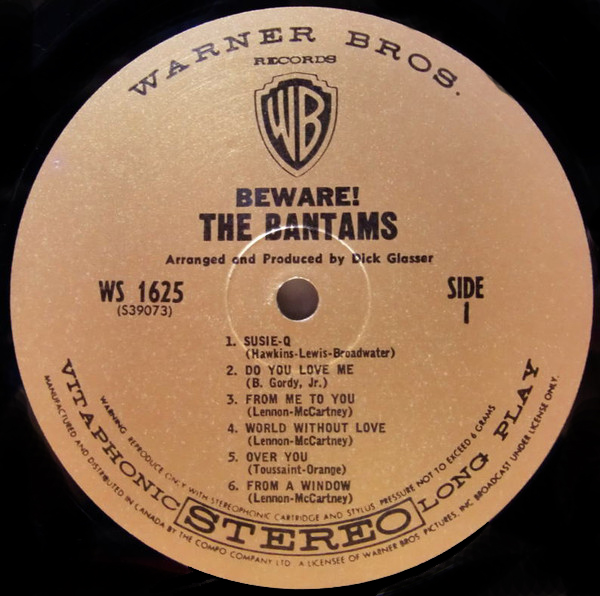 WARNER BROS.
RECORDS
WB
BEWARE!
THE BANTAMS
Arranged and Produced by Dick Glasser
WS 1625
(S39073)
SIDE
1
1. SUSIE-Q
(Hawkins-Lewis-Broadwater)
2. DO YOU LOVE ME
(B. Gordy, Jr.)
3. FROM ME TO YOU
(Lennon-McCartney)
4. WORLD WITHOUT LOVE
(Lennon-McCartney)
5. OVER YOU
(Toussaint-Orange)
6. FROM A WINDOW
(Lennon-McCartney)
WARNING REPRODUCE ONLY WITH STEREOPHONIC CARTRIDGE AND STYLUS PRESSURE NOT TO EXCEED 6 GRAMS
VITAPHONIC STEREO LONG PLAY
MANUFACTURED AND DISTRIBUTED IN CANADA BY THE COMPO COMPANY LTD A LICENSEE OF WARNER BROS. PICTURES, INC BROADCAST UNDER LICENSE ONLY.